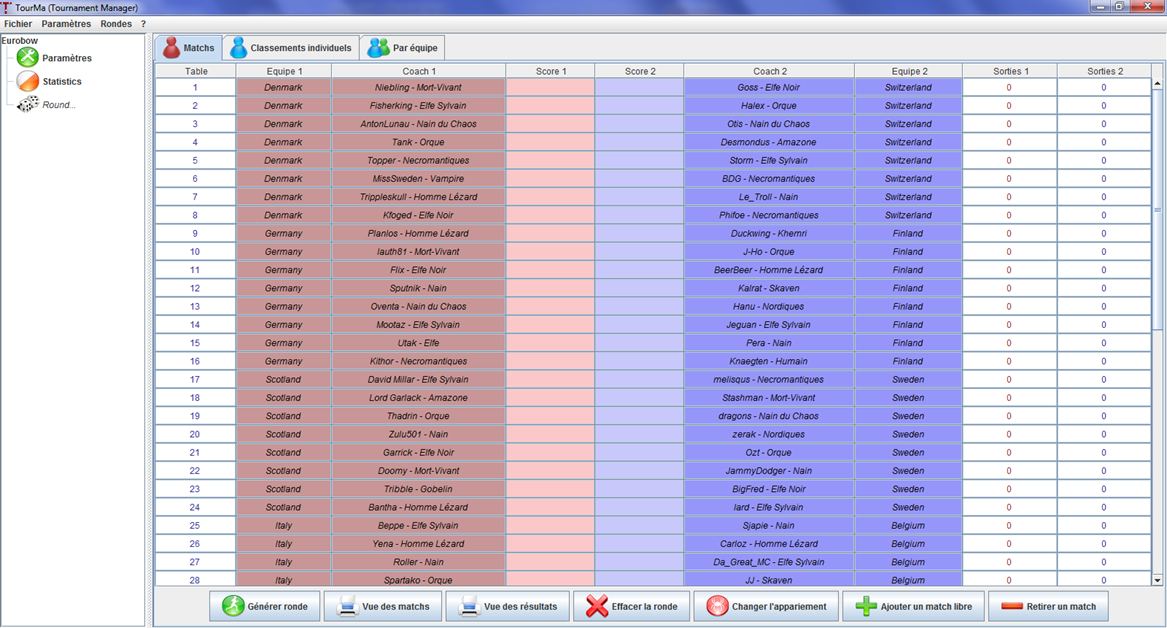 TourMa (Tournament Manager)
Fichier Paramètres Rondes ?
Eurobow
Paramètres
Statistics
Round...
Matchs Classements individuels Par équipe
Table Equipe 1 Coach 1 Score 1 Score 2 Coach 2 Equipe 2 Sorties 1 Sorties 2
1 Denmark Niebling - Mort-Vivant Goss - Elfe Noir Switzerland 0 0
2 Denmark Fisherking - Elfe Sylvain Halex - Orque Switzerland 0 0
3 Denmark AntonLunau - Nain du Chaos Otis - Nain du Chaos Switzerland 0 0
4 Denmark Tank - Orque Desmondus - Amazone Switzerland 0 0
5 Denmark Topper - Necromantiques Storm - Elfe Sylvain Switzerland 0 0
6 Denmark MissSweden - Vampire BDG - Necromantiques Switzerland 0 0
7 Denmark Trippleskull - Homme Lézard Le_Troll - Nain Switzerland 0 0
8 Denmark Kfoged - Elfe Noir Phifoe - Necromantiques Switzerland 0 0
9 Germany Planlos - Homme Lézard Duckwing - Khemri Finland 0 0
10 Germany lauth81 - Mort-Vivant J-Ho - Orque Finland 0 0
11 Germany Flix - Elfe Noir BeerBeer - Homme Lézard Finland 0 0
12 Germany Sputnik - Nain Kalrat - Skaven Finland 0 0
13 Germany Oventa - Nain du Chaos Hanu - Nordiques Finland 0 0
14 Germany Mootaz - Elfe Sylvain Jeguan - Elfe Sylvain Finland 0 0
15 Germany Utak - Elfe Pera - Nain Finland 0 0
16 Germany Kithor - Necromantiques Knaegten - Humain Finland 0 0
17 Scotland David Millar - Elfe Sylvain melisqus - Necromantiques Sweden 0 0
18 Scotland Lord Garlack - Amazone Stashman - Mort-Vivant Sweden 0 0
19 Scotland Thadrin - Orque dragons - Nain du Chaos Sweden 0 0
20 Scotland Zulu501 - Nain zerak - Nordiques Sweden 0 0
21 Scotland Garrick - Elfe Noir Ozt - Orque Sweden 0 0
22 Scotland Doomy - Mort-Vivant JammyDodger - Nain Sweden 0 0
23 Scotland Tribble - Gobelin BigFred - Elfe Noir Sweden 0 0
24 Scotland Bantha - Homme Lézard lard - Elfe Sylvain Sweden 0 0
25 Italy Beppe - Elfe Sylvain Sjapie - Nain Belgium 0 0
26 Italy Yena - Homme Lézard Carloz - Homme Lézard Belgium 0 0
27 Italy Roller - Nain Da_Great_MC - Elfe Sylvain Belgium 0 0
28 Italy Spartako - Orque JJ - Skaven Belgium 0 0
Générer ronde Vue des matchs Vue des résultats Effacer la ronde Changer l'appariement Ajouter un match libre Retirer un match